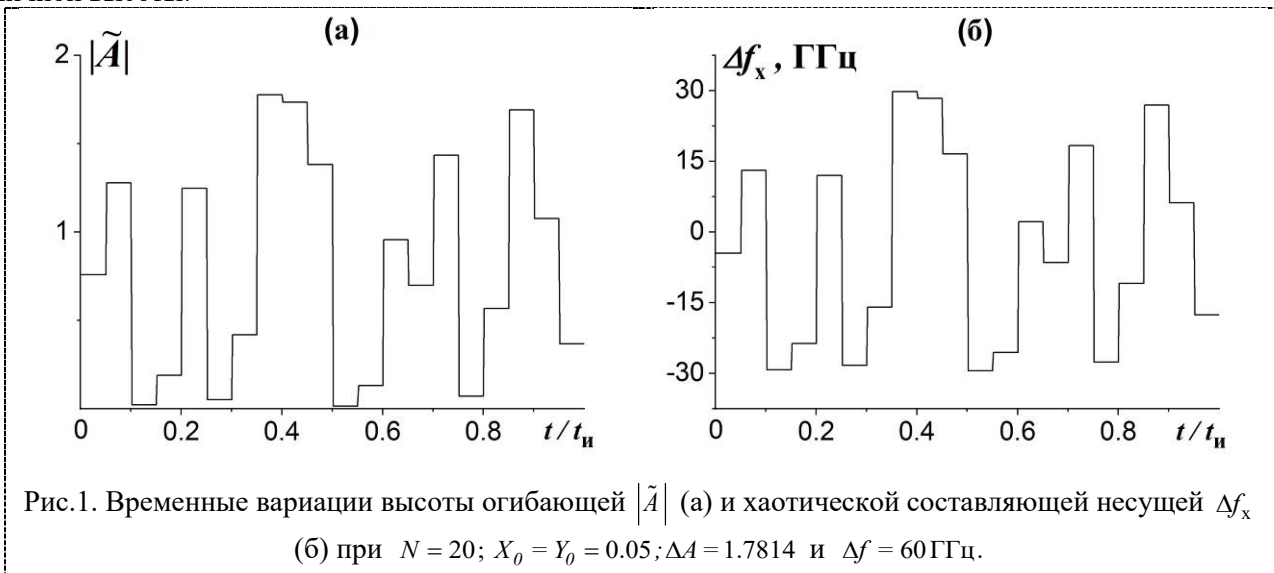 (а)
(б)
2
|Ã|
1
0
0.2
0.4
0.6
0.8
t / tи
Δfх , ГГц
30
15
0
-15
-30
0
0.2
0.4
0.6
0.8
t / tи
Рис.1. Временные вариации высоты огибающей |Ã| (а) и хаотической составляющей несущей Δfх
(б) при N = 20; X0 = Y0 = 0.05; ΔA = 1.7814 и Δf = 60 ГГц.